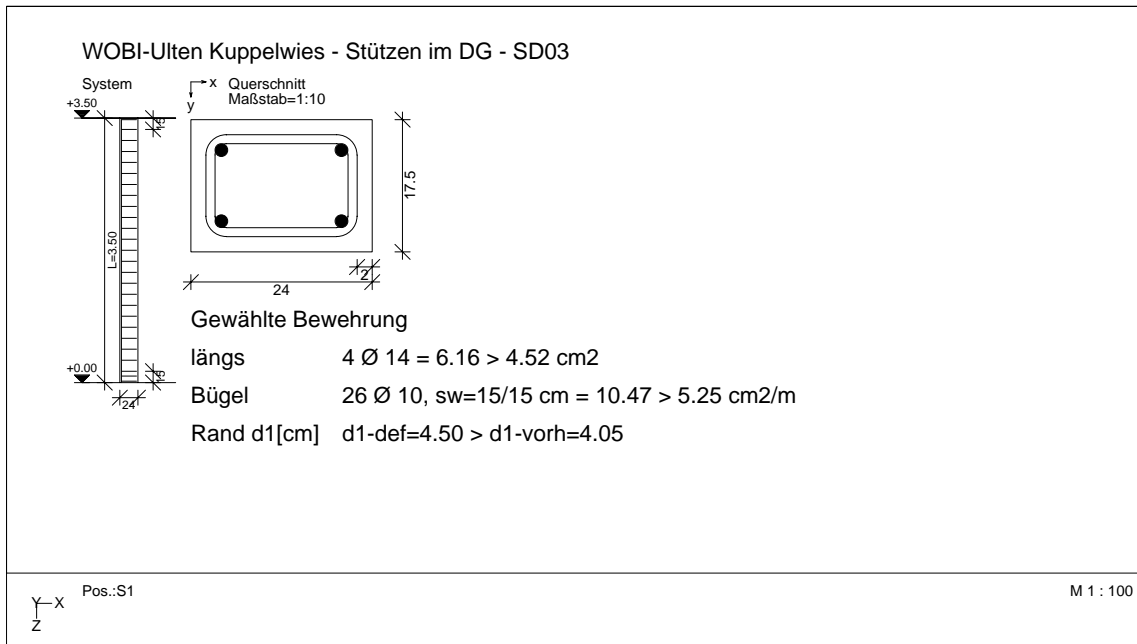 WOBI-Ulten Kuppelwies - Stützen im DG - SD03
System
x Querschnitt
Maßstab=1:10
y
+3.50
15
17.5
L=3.50
2
24
Gewählte Bewehrung
längs 4 Ø 14 = 6.16 > 4.52 cm2
+0.00
15
Bügel 26 Ø 10, sw=15/15 cm = 10.47 > 5.25 cm2/m
24
Rand d1[cm] d1-def=4.50 > d1-vorh=4.05
Pos.:S1
M 1 : 100
Y X
Z